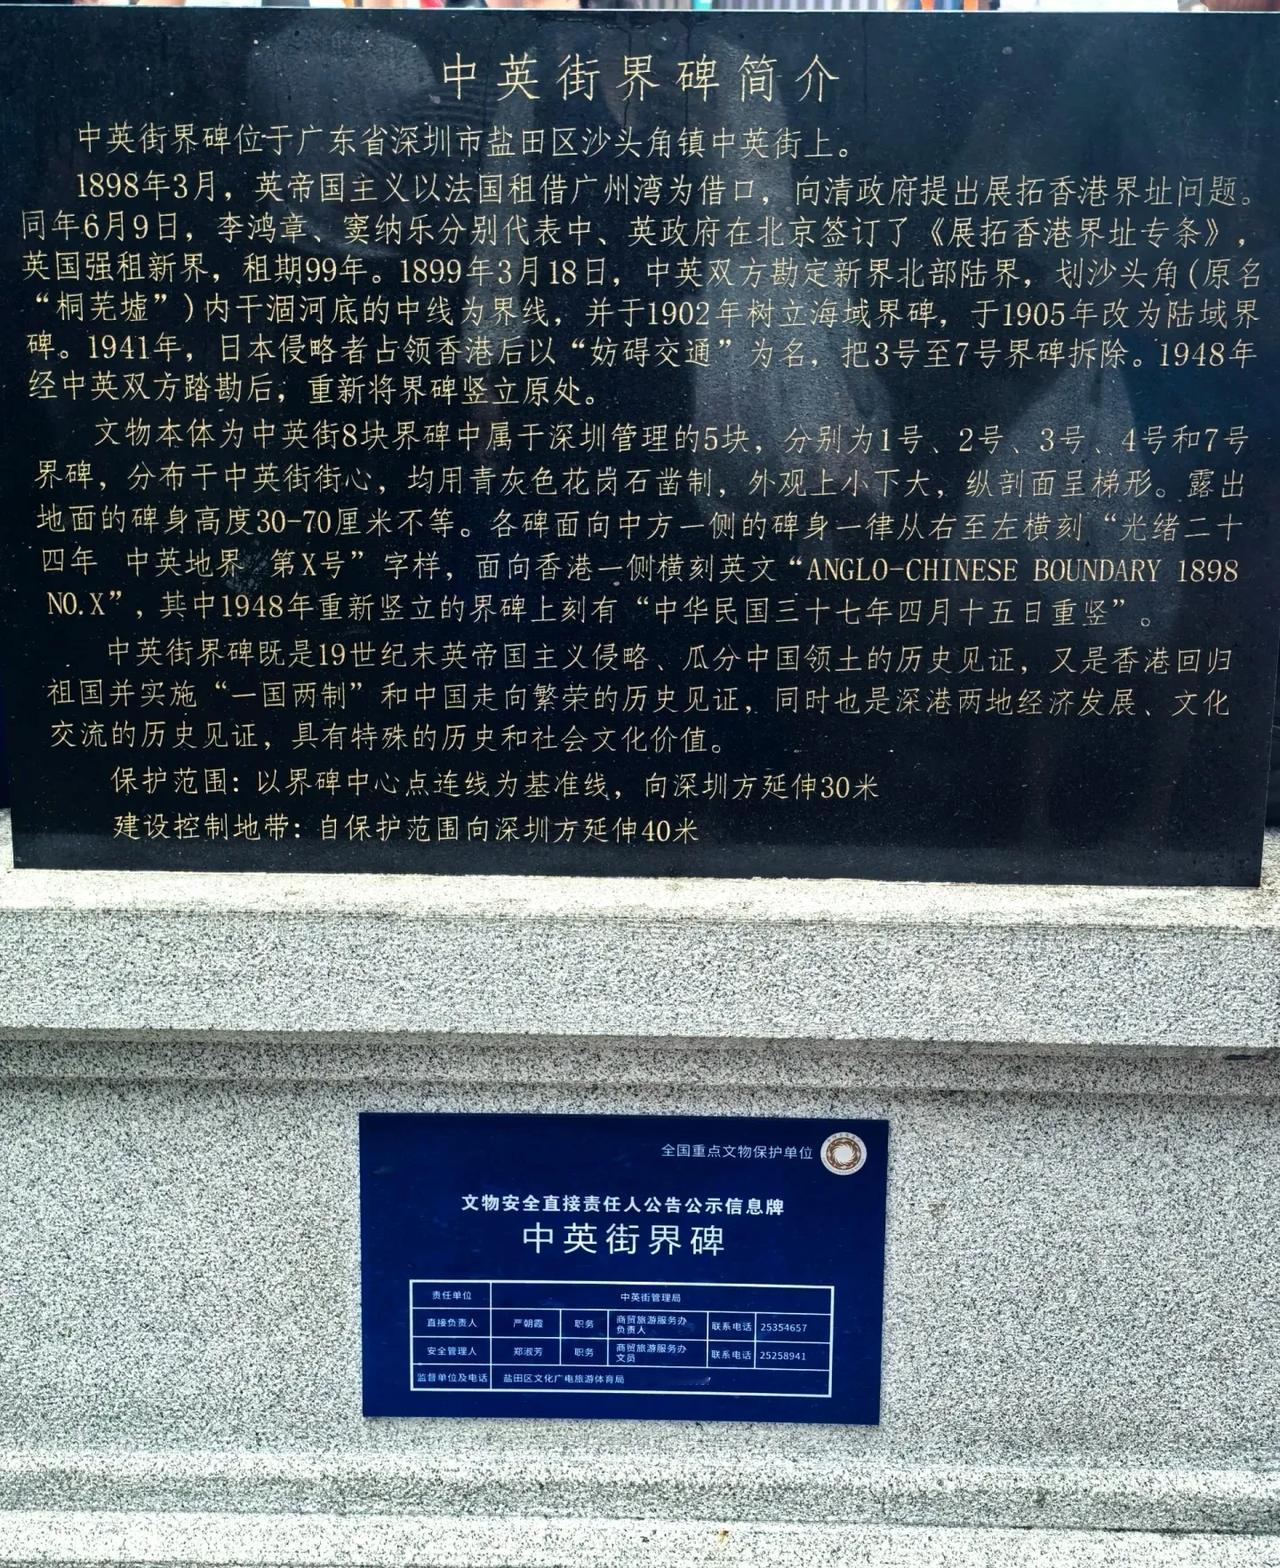 中英街界碑简介
中英街界碑位于广东省深圳市盐田区沙头角镇中英街上。
1898年3月，英帝国主义以法国租借广州湾为借口，向清政府提出展拓香港界址问题。
同年6月9日，李鸿章、窦纳乐分别代表中、英政府在北京签订了《展拓香港界址专条》，
英国强租新界，租期99年。1899年3月18日，中英双方勘定新界北部陆界，划沙头角(原名
“桐芜墟”)内干涸河底的中线为界线，并于1902年树立海域界碑，于1905年改为陆域界
碑。1941年，日本侵略者占领香港后以“妨碍交通”为名，把3号至7号界碑拆除。1948年
经中英双方踏勘后，重新将界碑竖立原处。
文物本体为中英街8块界碑中属于深圳管理的5块，分别为1号、2号、3号、4号和7号
界碑，分布干中英街街心，均用青灰色花岗石凿制，外观上小下大，纵剖面呈梯形。露出
地面的碑身高度30-70厘米不等。各碑面向中方一侧的碑身一律从右至左横刻“光绪二十
四年 中英地界 第X号”字样，面向香港一侧横刻英文“ANGLO-CHINESE BOUNDARY 1898
NO.X”，其中1948年重新竖立的界碑上刻有“中华民国三十七年四月十五日重竖”。
中英街界碑既是19世纪末英帝国主义侵略、瓜分中国领土的历史见证，又是香港回归
祖国并实施“一国两制”和中国走向繁荣的历史见证，同时也是深港两地经济发展、文化
交流的历史见证，具有特殊的历史和社会文化价值。
保护范围：以界碑中心点连线为基准线，向深圳方延伸30米
建设控制地带：自保护范围向深圳方延伸40米
全国重点文物保护单位
文物安全直接责任人公告公示信息牌
中英街界碑
责任单位 中英街管理局
直接负责人 严朝霞 职务 商贸旅游服务办负责人 联系电话 25354657
安全管理人 郑淑芳 职务 商贸旅游服务办文员 联系电话 25258941
监督单位及电话 盐田区文化广电旅游体育局